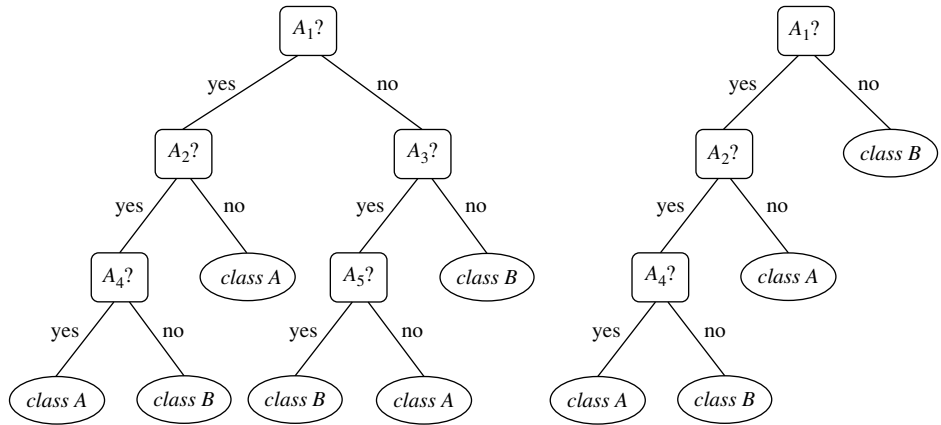 A₁?
A₁?
yes
no
yes
no
A₂?
A₃?
A₂?
class B
yes
no
yes
no
yes
no
A₄?
class A
A₅?
class B
A₄?
class A
yes
no
yes
no
yes
no
class A
class B
class B
class A
class A
class B